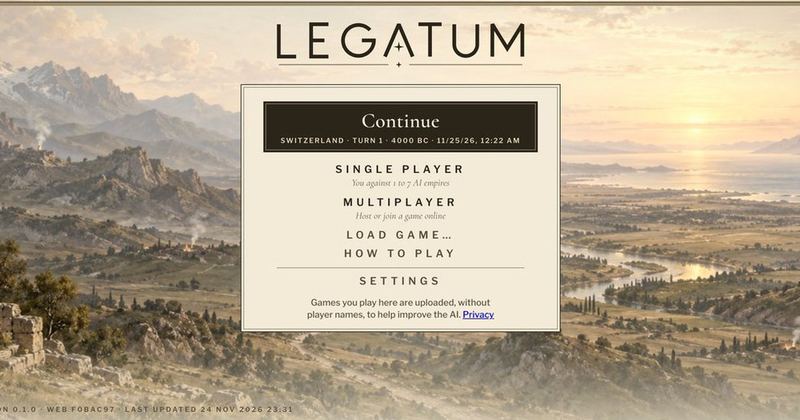 LEGATUM
Continue
SWITZERLAND · TURN 1 · 4000 BC · 11/25/26, 12:22 AM
SINGLE PLAYER
You against 1 to 7 AI empires
MULTIPLAYER
Host or join a game online
LOAD GAME…
HOW TO PLAY
SETTINGS
Games you play here are uploaded, without
player names, to help improve the AI. Privacy
ON 0.1.0 · WEB F0BAC97 · LAST UPDATED 24 NOV 2026 23:31